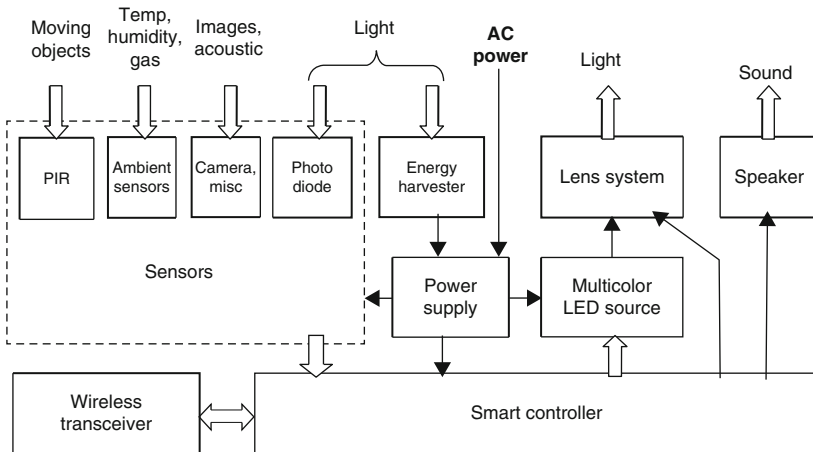 Moving
objects
Temp,
humidity,
gas
Images,
acoustic
Light
AC
power
Light
Sound
PIR
Ambient
sensors
Camera,
misc
Photo
diode
Energy
harvester
Lens system
Speaker
Sensors
Power
supply
Multicolor
LED source
Wireless
transceiver
Smart controller